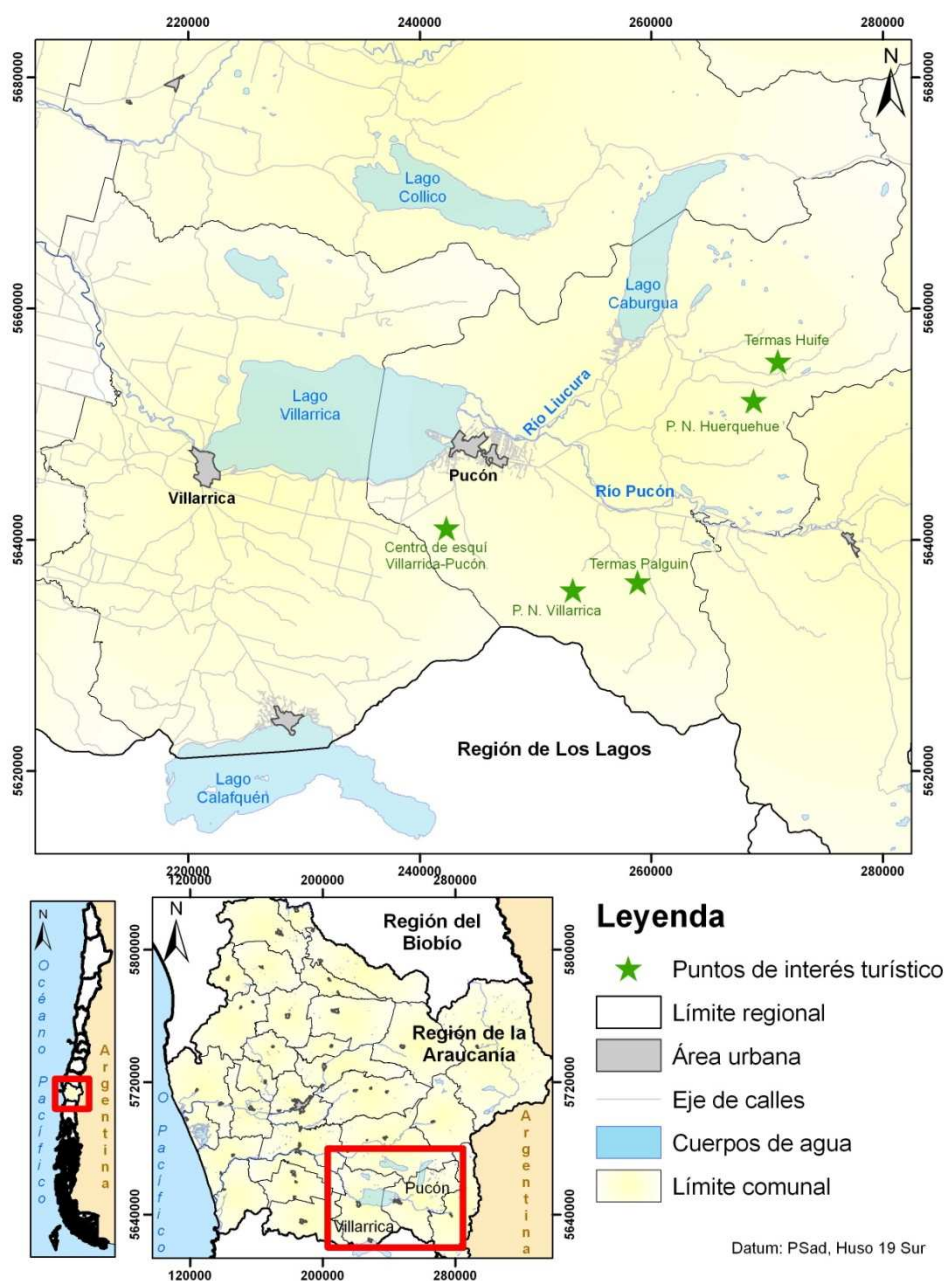 220000
240000
260000
280000
5680000
5680000
N
Lago
Collico
Lago
Caburgua
5660000
5660000
Termas Huife
Lago
Villarrica
Río Liucura
P. N. Huerquehue
Pucón
Villarrica
Río Pucón
5640000
5640000
Centro de esquí
Villarrica-Pucón
Termas Palguin
P. N. Villarrica
Región de Los Lagos
5620000
5620000
Lago
Calafquén
220000
240000
260000
280000
N
Océano Pacífico
Argentina
120000
200000
280000
N
Región del
Biobío
5800000
5800000
Región de la
Araucanía
5720000
5720000
O. Pacífico
Argentina
Pucón
Villarrica
5640000
5640000
120000
200000
280000
Leyenda
Puntos de interés turístico
Límite regional
Área urbana
Eje de calles
Cuerpos de agua
Límite comunal
Datum: PSad, Huso 19 Sur